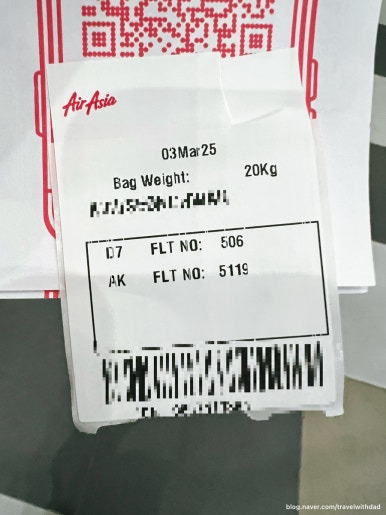 AirAsia
03Mar25
Bag Weight: 20Kg
D7 FLT NO: 506
AK FLT NO: 5119
blog.naver.com/travelwithdad